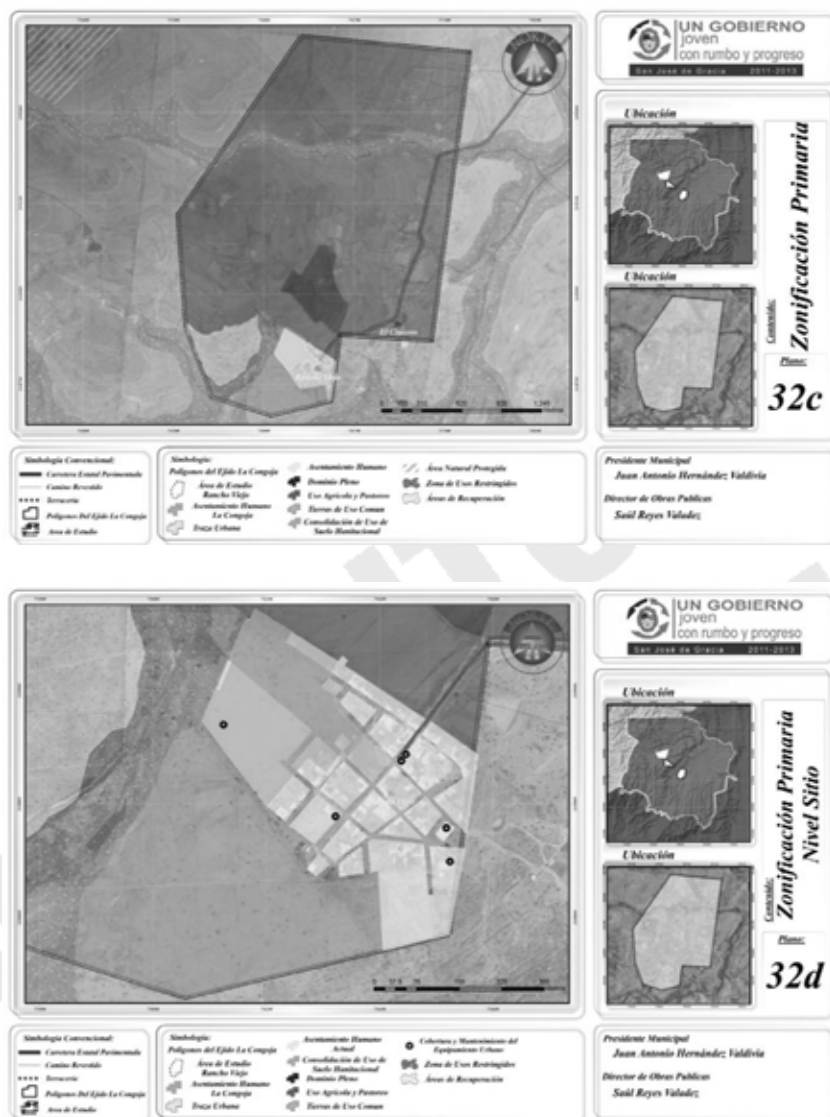 NORTE
UN GOBIERNO
joven
con rumbo y progreso
San José de Gracia 2011-2013
Ubicación
Ubicación
Contenido:
Zonificación Primaria
Plano:
32c
Simbología Convencional:
Carretera Estatal Pavimentada
Camino Revestido
Terracería
Polígonos Del Ejido La Congoja
Area de Estudio
Simbología:
Polígonos del Ejido La Congoja
Área de Estudio
Rancho Viejo
Asentamiento Humano
La Congoja
Traza Urbana
Asentamiento Humano
Dominio Pleno
Uso Agrícola y Pastoreo
Tierras de Uso Comun
Consolidación de Uso de
Suelo Habitacional
Área Natural Protegida
Zona de Usos Restringidos
Áreas de Recuperación
Presidente Municipal
Juan Antonio Hernández Valdivia
Director de Obras Publicas
Saúl Reyes Valadez
UN GOBIERNO
joven
con rumbo y progreso
San José de Gracia 2011-2013
Ubicación
Ubicación
Contenido:
Zonificación Primaria
Nivel Sitio
Plano:
32d
Simbología Convencional:
Carretera Estatal Pavimentada
Camino Revestido
Terracería
Polígonos Del Ejido La Congoja
Area de Estudio
Simbología:
Polígonos del Ejido La Congoja
Área de Estudio
Rancho Viejo
Asentamiento Humano
La Congoja
Traza Urbana
Asentamiento Humano
Actual
Consolidación de Uso de
Suelo Habitacional
Dominio Pleno
Uso Agrícola y Pastoreo
Tierras de Uso Comun
Cobertura y Mantenimiento del
Equipamiento Urbano
Zona de Usos Restringidos
Áreas de Recuperación
Presidente Municipal
Juan Antonio Hernández Valdivia
Director de Obras Publicas
Saúl Reyes Valadez